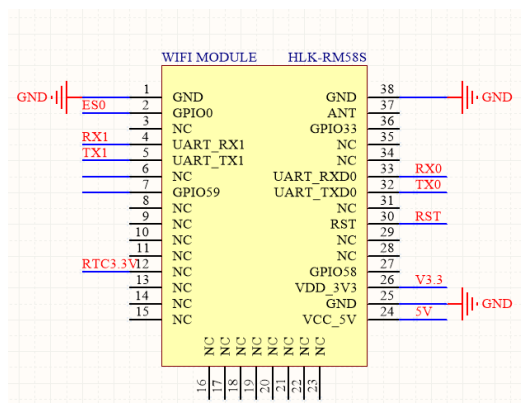 WIFI MODULE HLK-RM58S
GND 1 GND GND 38 GND
ES0 2 GPIO0 ANT 37
3 NC GPIO33 36
RX1 4 UART_RX1 NC 35
TX1 5 UART_TX1 NC 34
6 NC UART_RXD0 33 RX0
7 GPIO59 UART_TXD0 32 TX0
8 NC NC 31
9 NC RST 30 RST
10 NC NC 29
11 NC NC 28
RTC3.3V 12 NC GPIO58 27
13 NC VDD_3V3 26 V3.3
14 NC GND 25 GND
15 NC VCC_5V 24 5V
NC NC NC NC NC NC NC NC
16 17 18 19 20 21 22 23